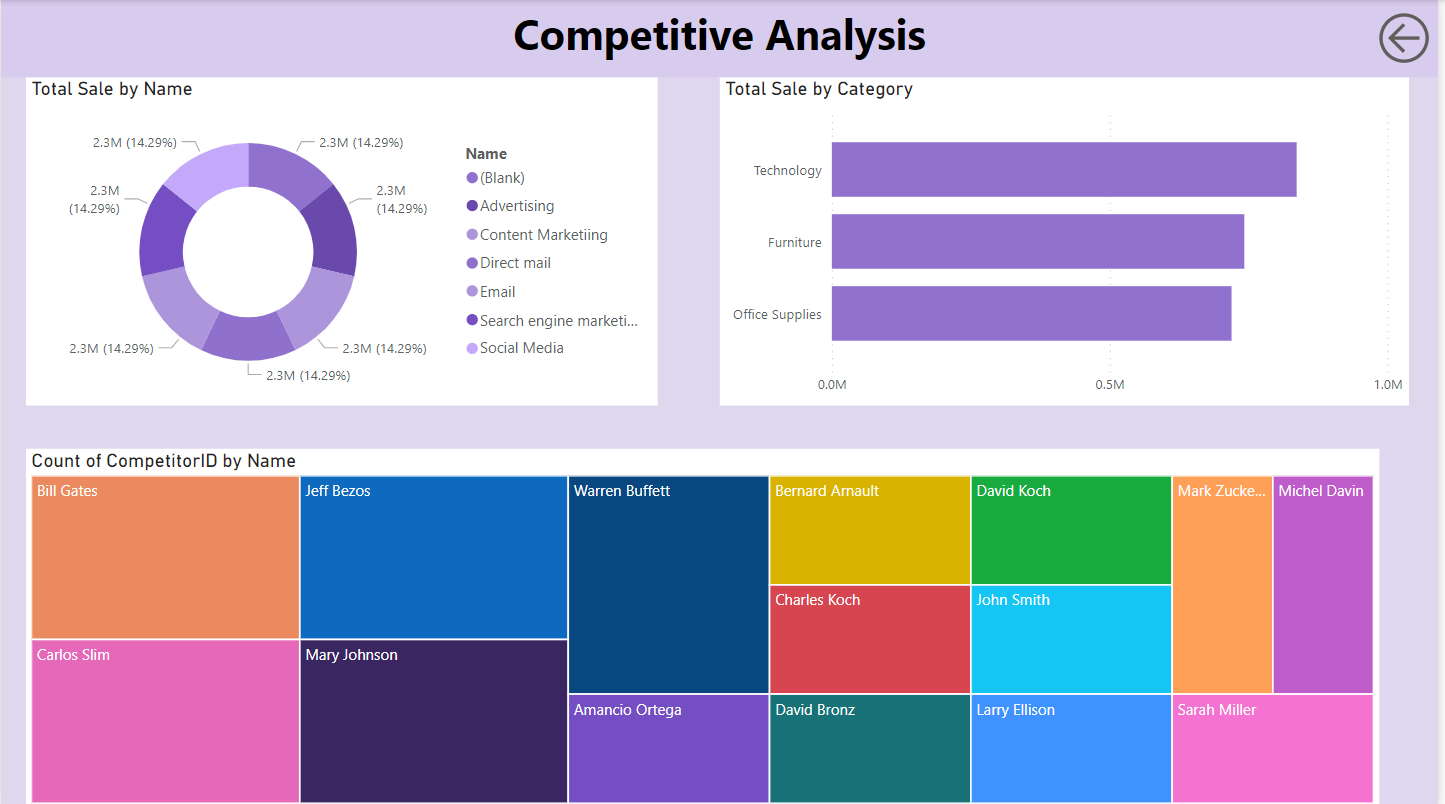 Competitive Analysis
Total Sale by Name
2.3M (14.29%)
2.3M (14.29%)
2.3M
(14.29%)
2.3M
(14.29%)
2.3M (14.29%)
2.3M (14.29%)
2.3M (14.29%)
Name
(Blank)
Advertising
Content Marketiing
Direct mail
Email
Search engine marketi...
Social Media
Total Sale by Category
Technology
Furniture
Office Supplies
0.0M
0.5M
1.0M
Count of CompetitorID by Name
Bill Gates
Jeff Bezos
Warren Buffett
Bernard Arnault
David Koch
Mark Zucke...
Michel Davin
Charles Koch
John Smith
Carlos Slim
Mary Johnson
Amancio Ortega
David Bronz
Larry Ellison
Sarah Miller